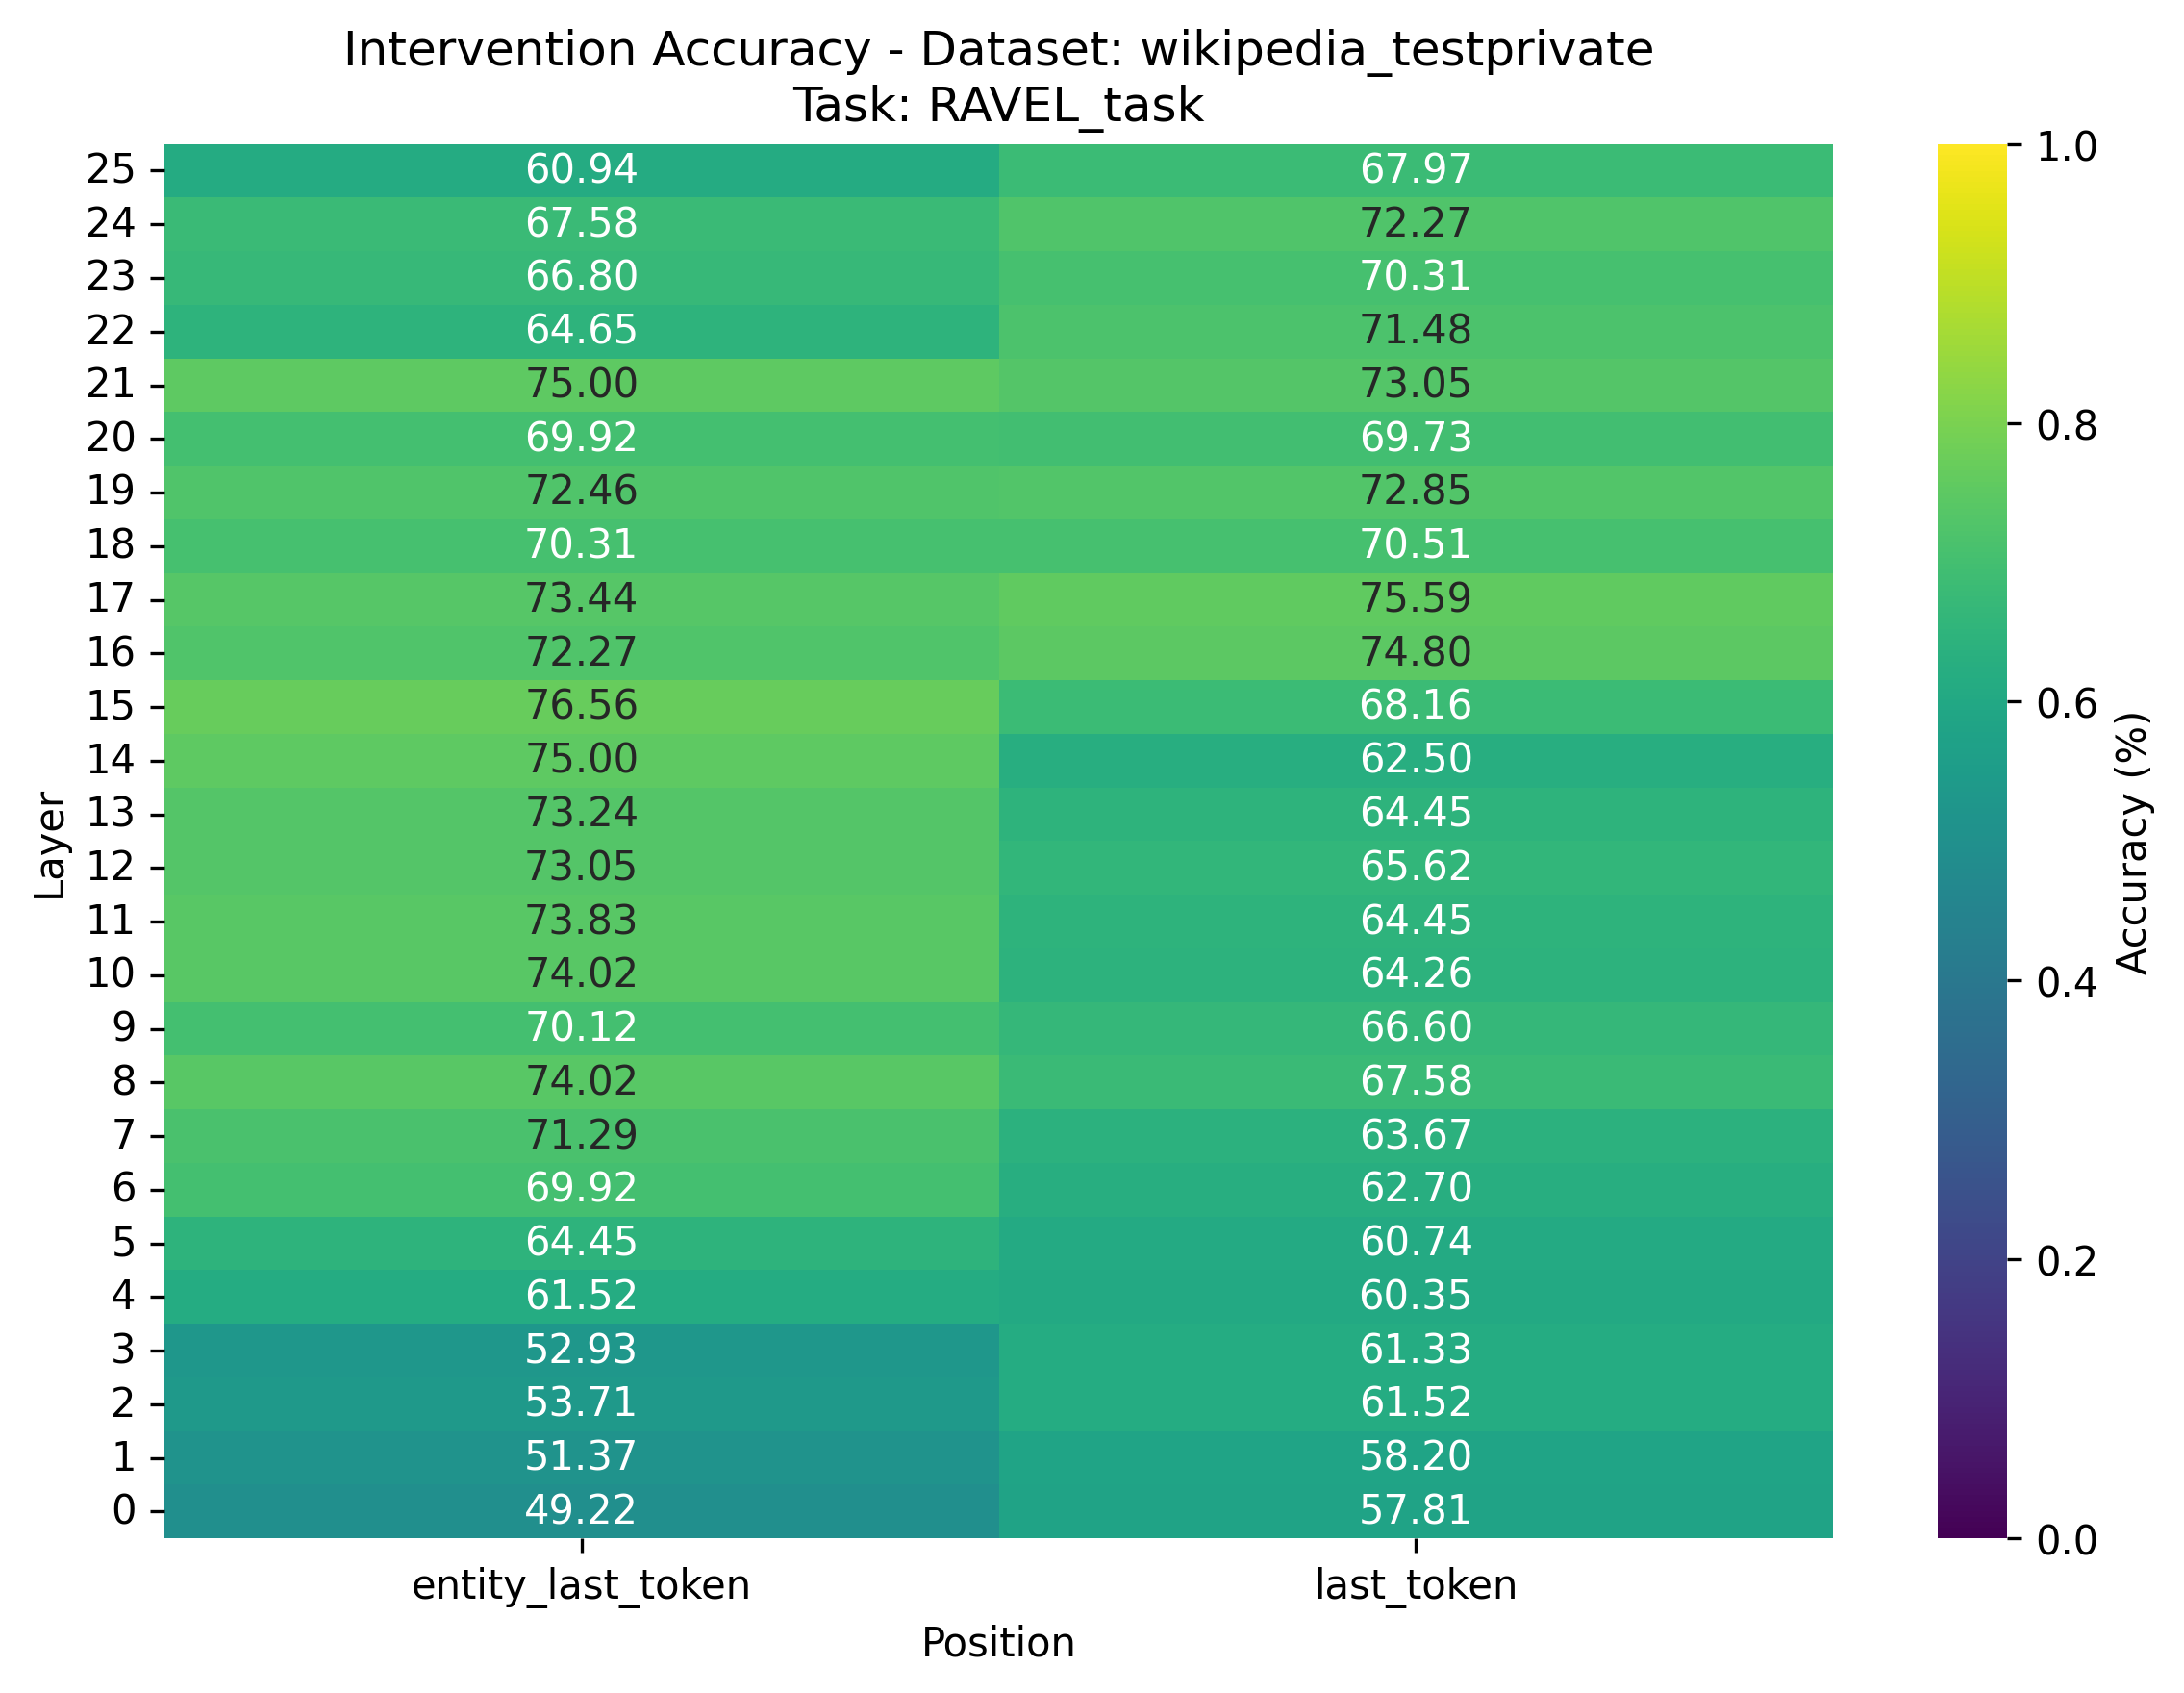 Intervention Accuracy - Dataset: wikipedia_testprivate
Task: RAVEL_task
25 60.94 67.97
24 67.58 72.27
23 66.80 70.31
22 64.65 71.48
21 75.00 73.05
20 69.92 69.73
19 72.46 72.85
18 70.31 70.51
17 73.44 75.59
16 72.27 74.80
15 76.56 68.16
14 75.00 62.50
13 73.24 64.45
12 73.05 65.62
11 73.83 64.45
10 74.02 64.26
9 70.12 66.60
8 74.02 67.58
7 71.29 63.67
6 69.92 62.70
5 64.45 60.74
4 61.52 60.35
3 52.93 61.33
2 53.71 61.52
1 51.37 58.20
0 49.22 57.81
entity_last_token last_token
Position
Layer
1.0
0.8
0.6
0.4
0.2
0.0
Accuracy (%)